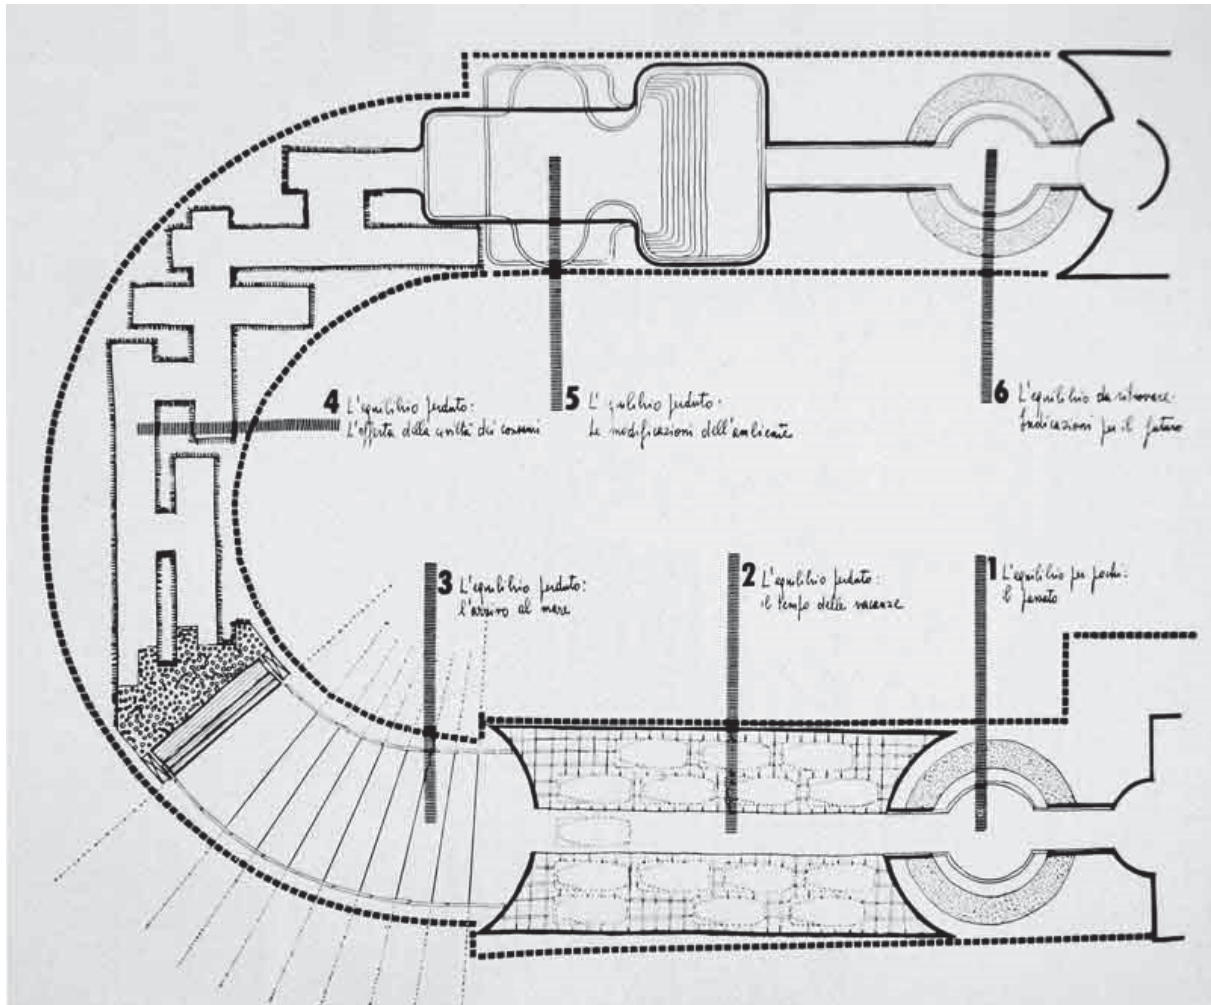 1 L'equilibrio per pochi:
il passato
2 L'equilibrio perduto:
il tempo delle vacanze
3 L'equilibrio perduto:
l'arrivo al mare
4 L'equilibrio perduto:
L'offerta della civiltà dei consumi
5 L'equilibrio perduto:
Le modificazioni dell'ambiente
6 L'equilibrio da ritrovare.
Indicazioni per il futuro